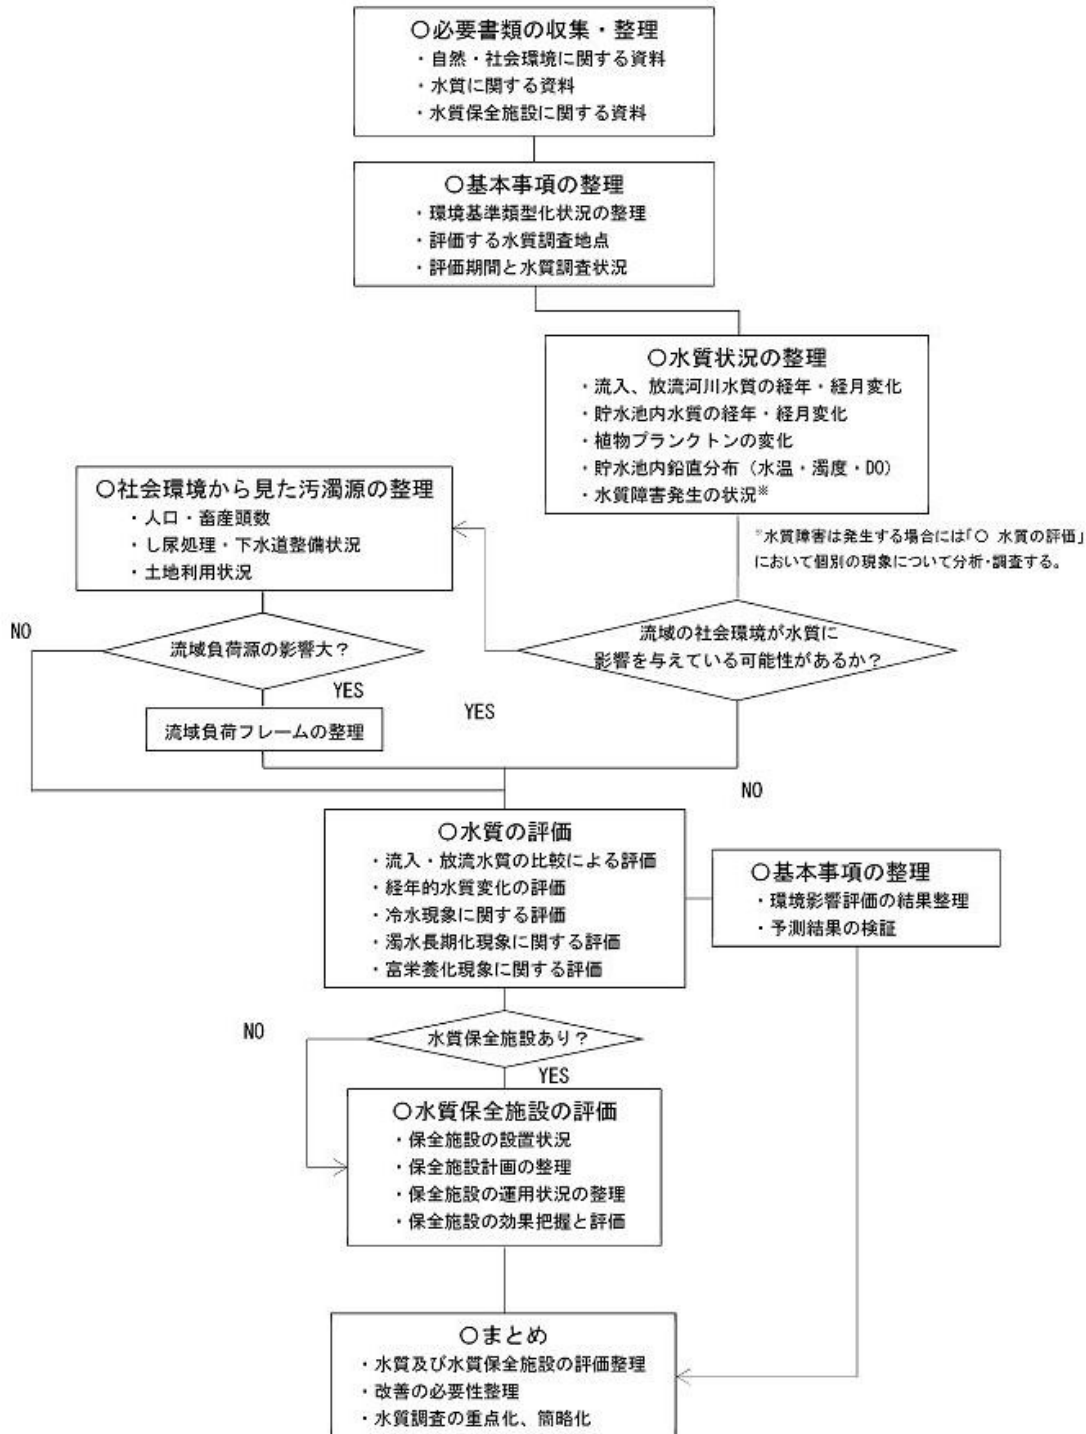 ○必要書類の収集・整理
・自然・社会環境に関する資料
・水質に関する資料
・水質保全施設に関する資料
○基本事項の整理
・環境基準類型化状況の整理
・評価する水質調査地点
・評価期間と水質調査状況
○水質状況の整理
・流入、放流河川水質の経年・経月変化
・貯水池内水質の経年・経月変化
・植物プランクトンの変化
・貯水池内鉛直分布（水温・濁度・DO）
・水質障害発生の状況※
※水質障害は発生する場合には「○ 水質の評価」
において個別の現象について分析・調査する。
○社会環境から見た汚濁源の整理
・人口・畜産頭数
・し尿処理・下水道整備状況
・土地利用状況
流域の社会環境が水質に
影響を与えている可能性があるか？
NO
流域負荷源の影響大？
YES
YES
流域負荷フレームの整理
NO
○水質の評価
・流入・放流水質の比較による評価
・経年的水質変化の評価
・冷水現象に関する評価
・濁水長期化現象に関する評価
・富栄養化現象に関する評価
○基本事項の整理
・環境影響評価の結果整理
・予測結果の検証
NO
水質保全施設あり？
YES
○水質保全施設の評価
・保全施設の設置状況
・保全施設計画の整理
・保全施設の運用状況の整理
・保全施設の効果把握と評価
○まとめ
・水質及び水質保全施設の評価整理
・改善の必要性整理
・水質調査の重点化、簡略化